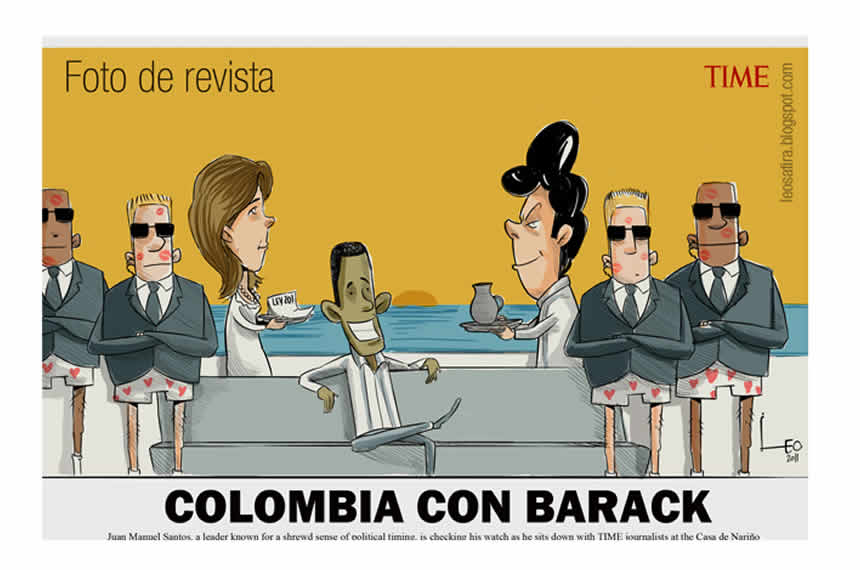 Foto de revista
TIME
leosafira.blogspot.com
LEY 201
LEO
2011
COLOMBIA CON BARACK
Juan Manuel Santos, a leader known for a shrewd sense of political timing, is checking his watch as he sits down with TIME journalists at the Casa de Nariño